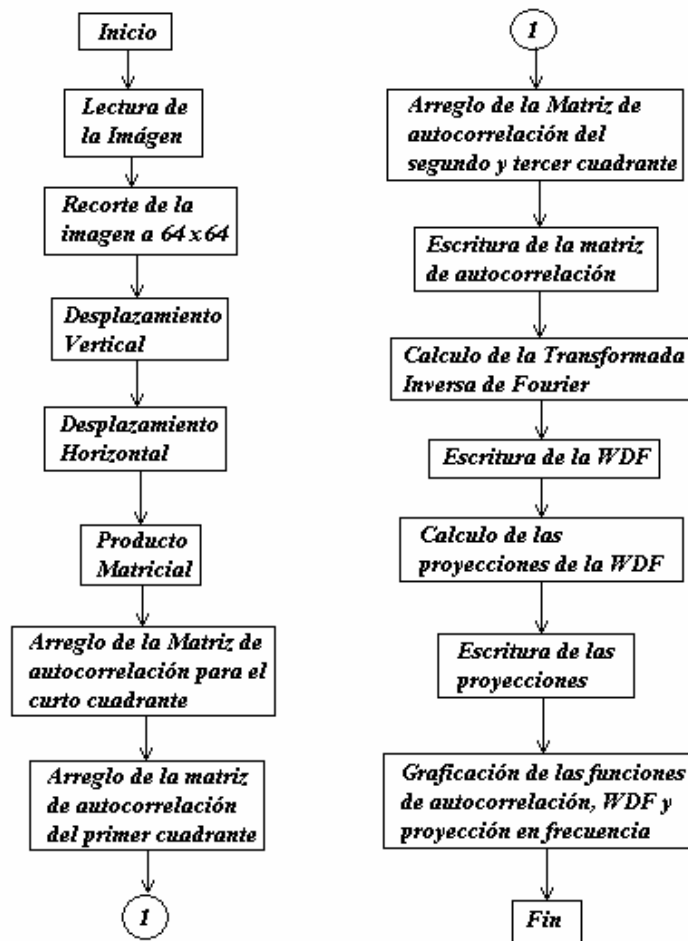 Inicio
Lectura de
la Imágen
Recorte de la
imagen a 64 x 64
Desplazamiento
Vertical
Desplazamiento
Horizontal
Producto
Matricial
Arreglo de la Matriz de
autocorrelación para el
curto cuadrante
Arreglo de la matriz
de autocorrelación
del primer cuadrante
1
1
Arreglo de la Matriz de
autocorrelación del
segundo y tercer cuadrante
Escritura de la matriz
de autocorrelación
Calculo de la Transformada
Inversa de Fourier
Escritura de la WDF
Calculo de las
proyecciones de la WDF
Escritura de las
proyecciones
Graficación de las funciones
de autocorrelación, WDF y
proyección en frecuencia
Fin